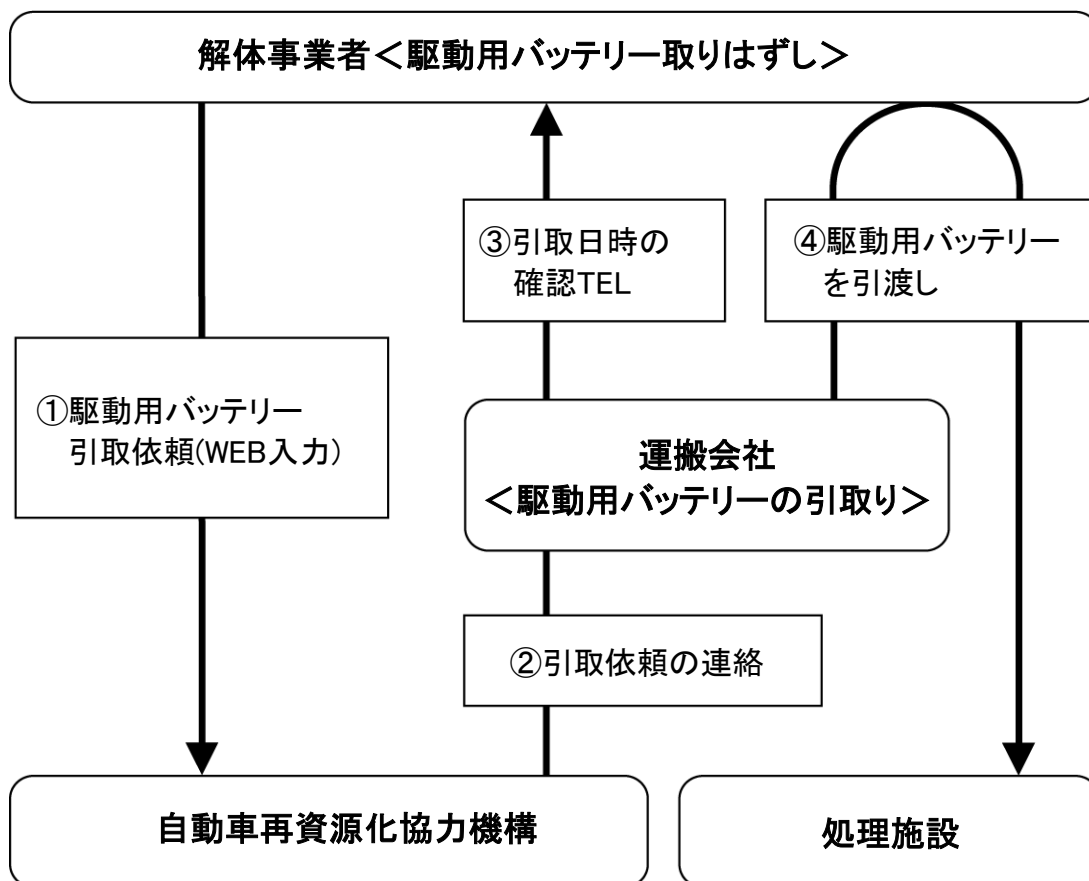 解体事業者＜駆動用バッテリー取りはずし＞
③引取日時の
確認TEL
④駆動用バッテリー
を引渡し
①駆動用バッテリー
引取依頼(WEB入力)
運搬会社
＜駆動用バッテリーの引取り＞
②引取依頼の連絡
自動車再資源化協力機構
処理施設